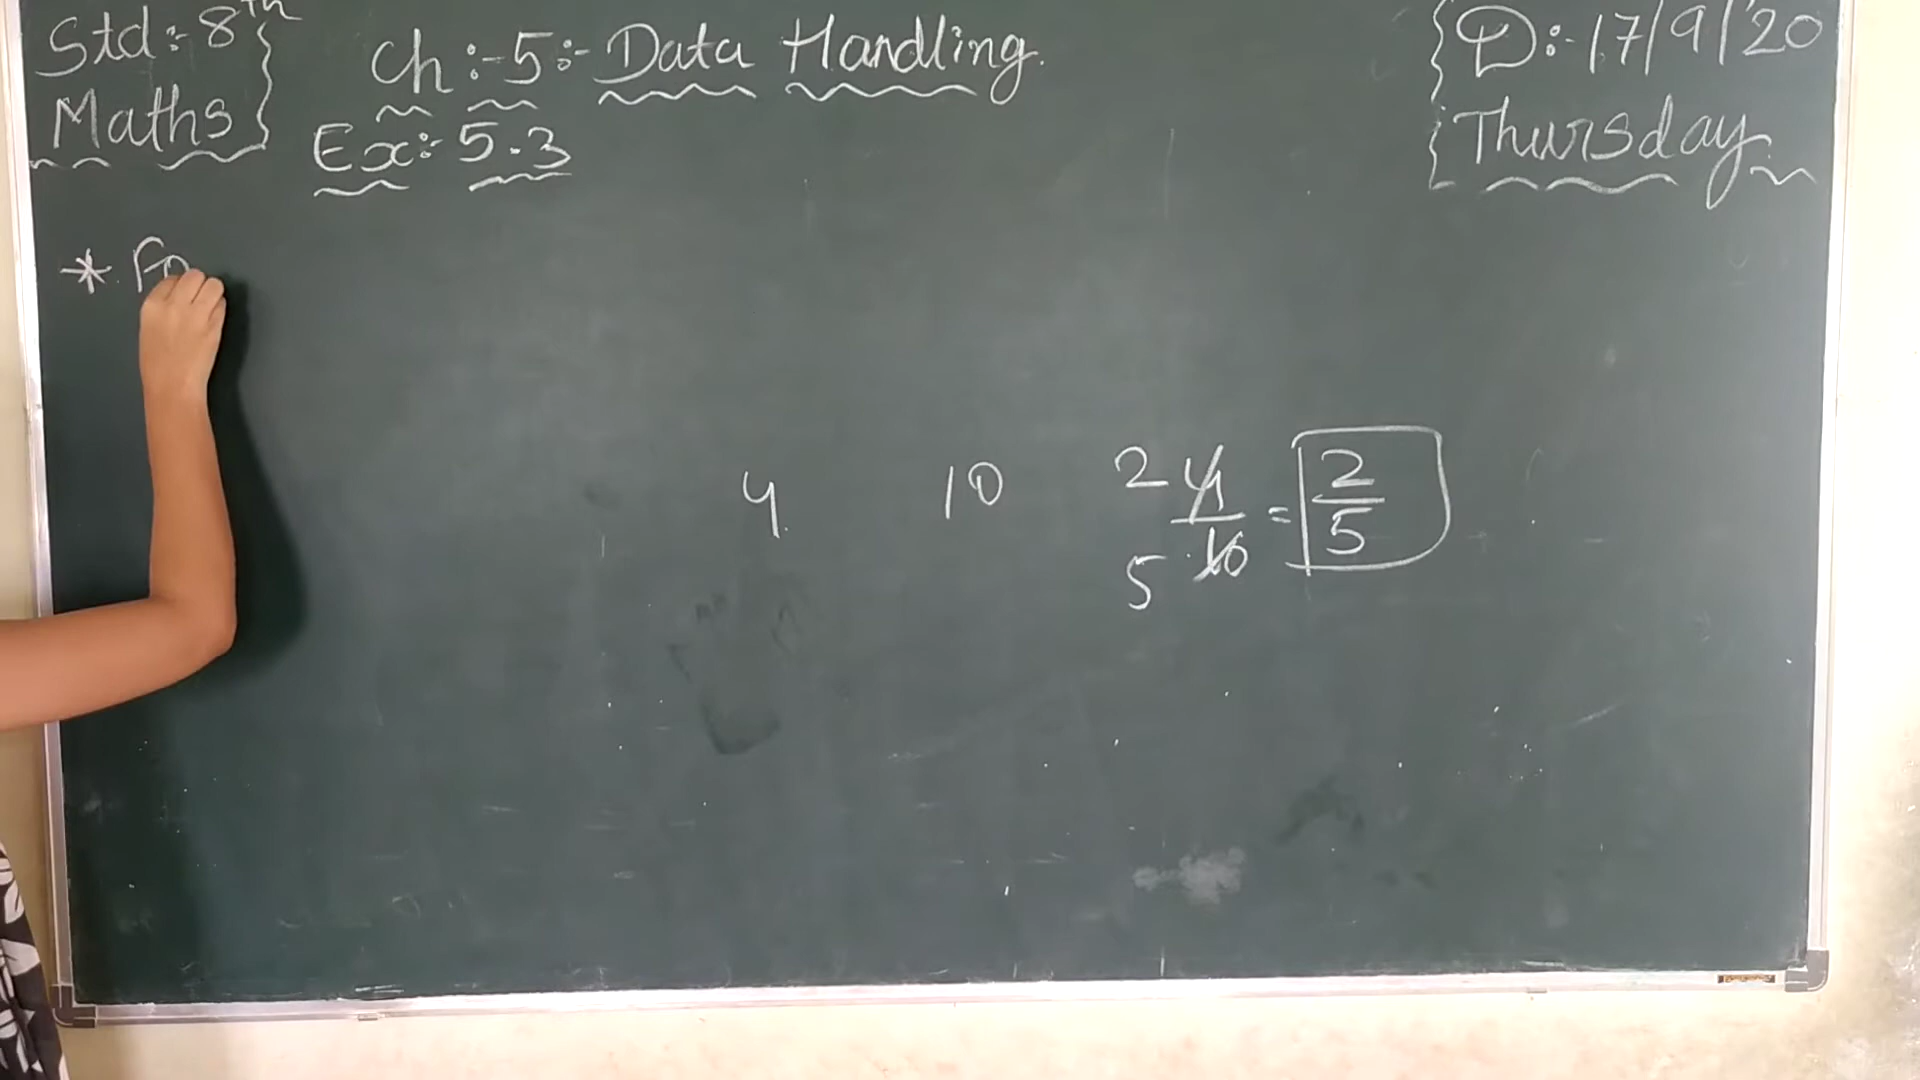 Std:- 8th
Maths
Ch:-5:- Data Handling.
Ex:- 5.3
D:-17/9/'20
Thursday
* Fo
4 10 2 4/10 = 2/5
5